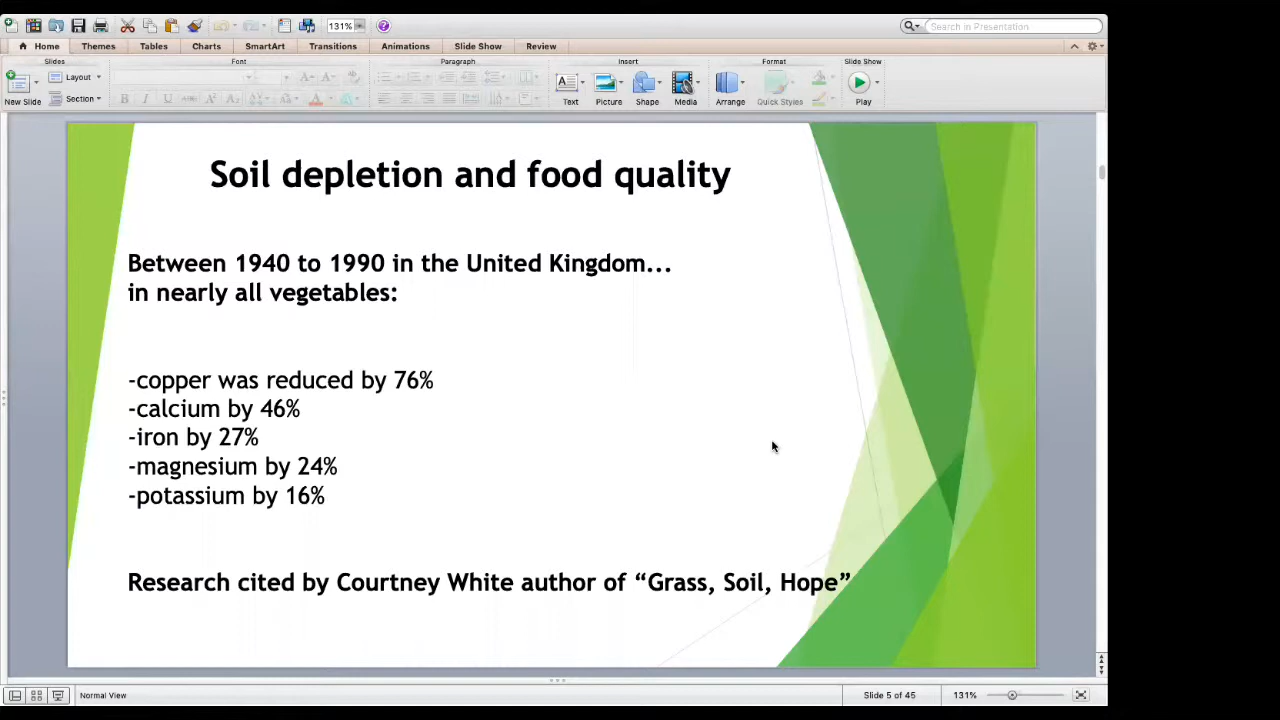 131%
Search in Presentation
Home Themes Tables Charts SmartArt Transitions Animations Slide Show Review
Slides Font Paragraph Insert Format Slide Show
Layout
Section
New Slide Text Picture Shape Media Arrange Quick Styles Play
Soil depletion and food quality
Between 1940 to 1990 in the United Kingdom...
in nearly all vegetables:
-copper was reduced by 76%
-calcium by 46%
-iron by 27%
-magnesium by 24%
-potassium by 16%
Research cited by Courtney White author of “Grass, Soil, Hope”
Normal View Slide 5 of 45 131%